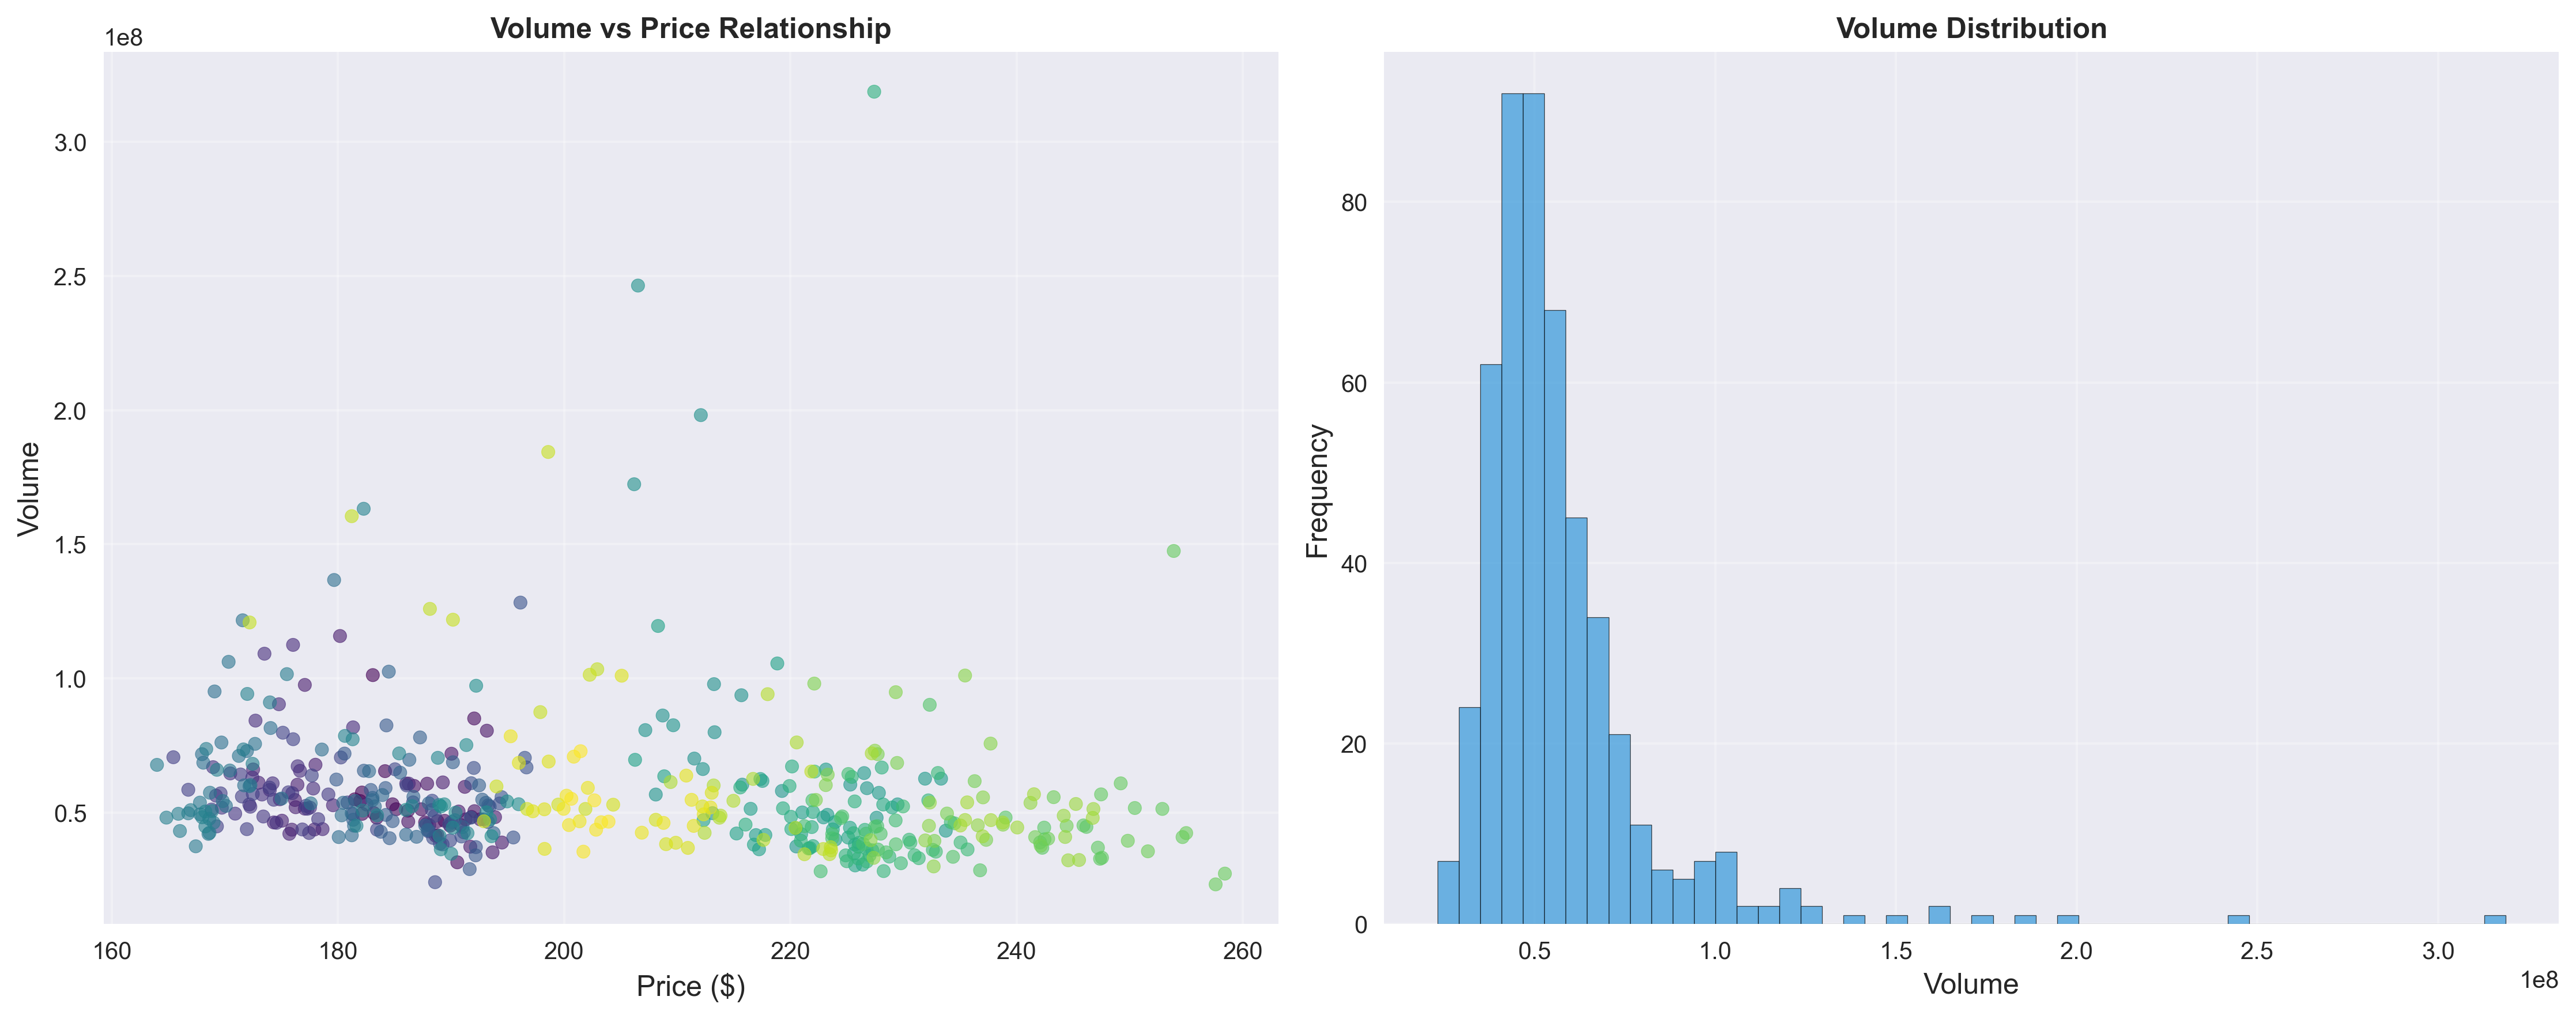 Volume vs Price Relationship
1e8
3.0
2.5
2.0
1.5
1.0
0.5
Volume
160 180 200 220 240 260
Price ($)
Volume Distribution
80
60
40
20
0
Frequency
0.5 1.0 1.5 2.0 2.5 3.0
1e8
Volume